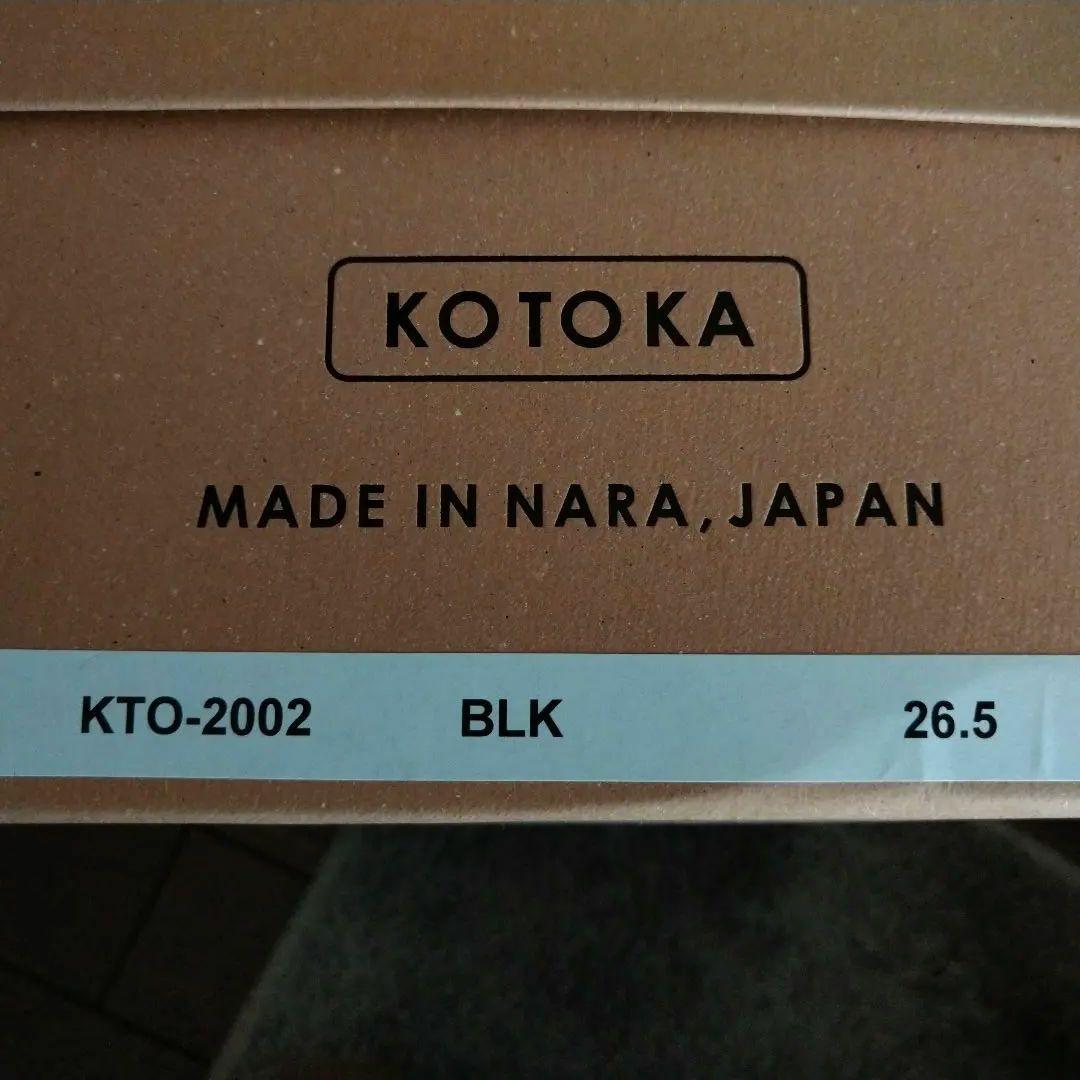 KOTOKA
MADE IN NARA, JAPAN
KTO-2002 BLK 26.5